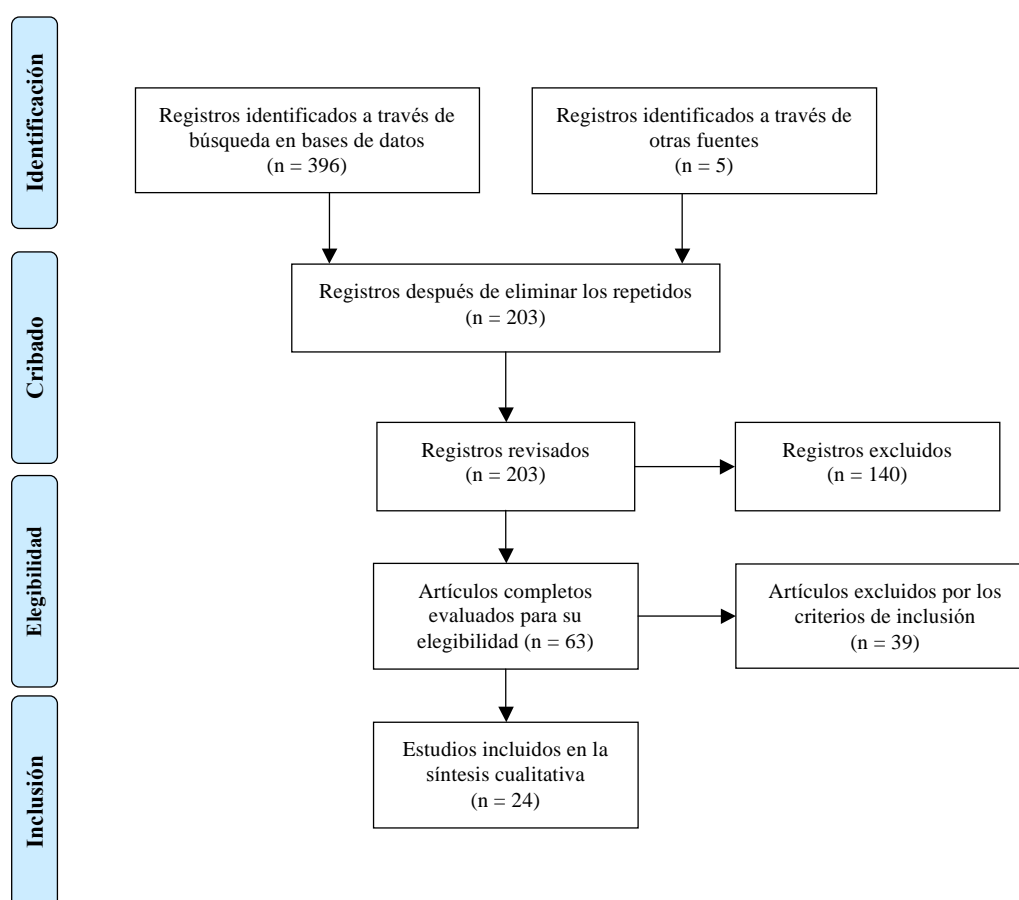 Identificación
Registros identificados a través de
búsqueda en bases de datos
(n = 396)
Registros identificados a través de
otras fuentes
(n = 5)
Cribado
Registros después de eliminar los repetidos
(n = 203)
Registros revisados
(n = 203)
Registros excluidos
(n = 140)
Elegibilidad
Artículos completos
evaluados para su
elegibilidad (n = 63)
Artículos excluidos por los
criterios de inclusión
(n = 39)
Inclusión
Estudios incluidos en la
síntesis cualitativa
(n = 24)